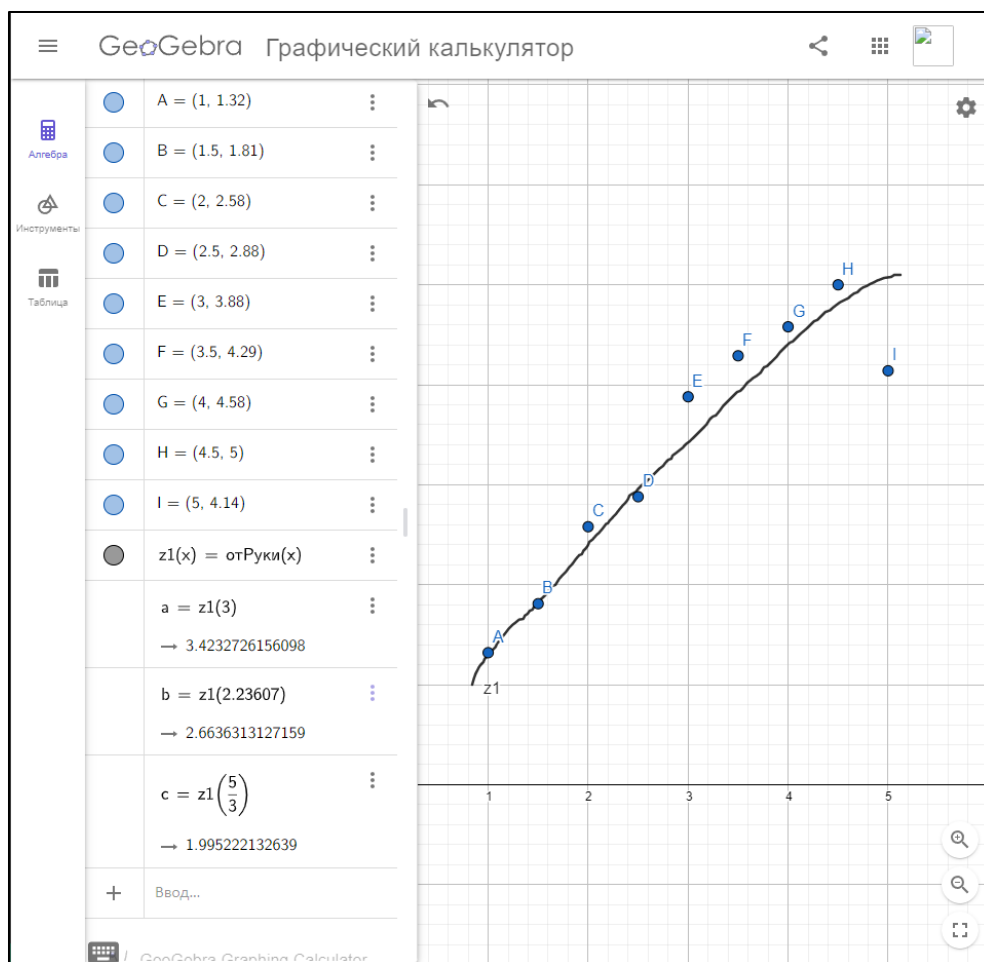 GeoGebra Графический калькулятор
Алгебра
Инструменты
Таблица
A = (1, 1.32)
B = (1.5, 1.81)
C = (2, 2.58)
D = (2.5, 2.88)
E = (3, 3.88)
F = (3.5, 4.29)
G = (4, 4.58)
H = (4.5, 5)
I = (5, 4.14)
z1(x) = отРуки(x)
a = z1(3)
→ 3.4232726156098
b = z1(2.23607)
→ 2.6636313127159
c = z1(5/3)
→ 1.995222132639
+ Ввод...
GeoGebra Graphing Calculator
H
G
I
F
E
D
C
B
A
z1
1 2 3 4 5